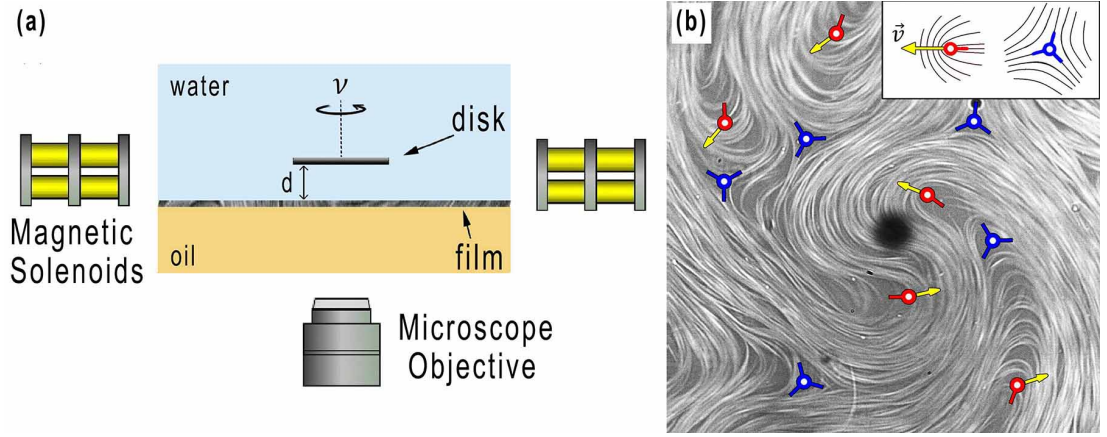 (a)
water
ν
disk
d
Magnetic
Solenoids
oil
film
Microscope
Objective
(b)
v⃗